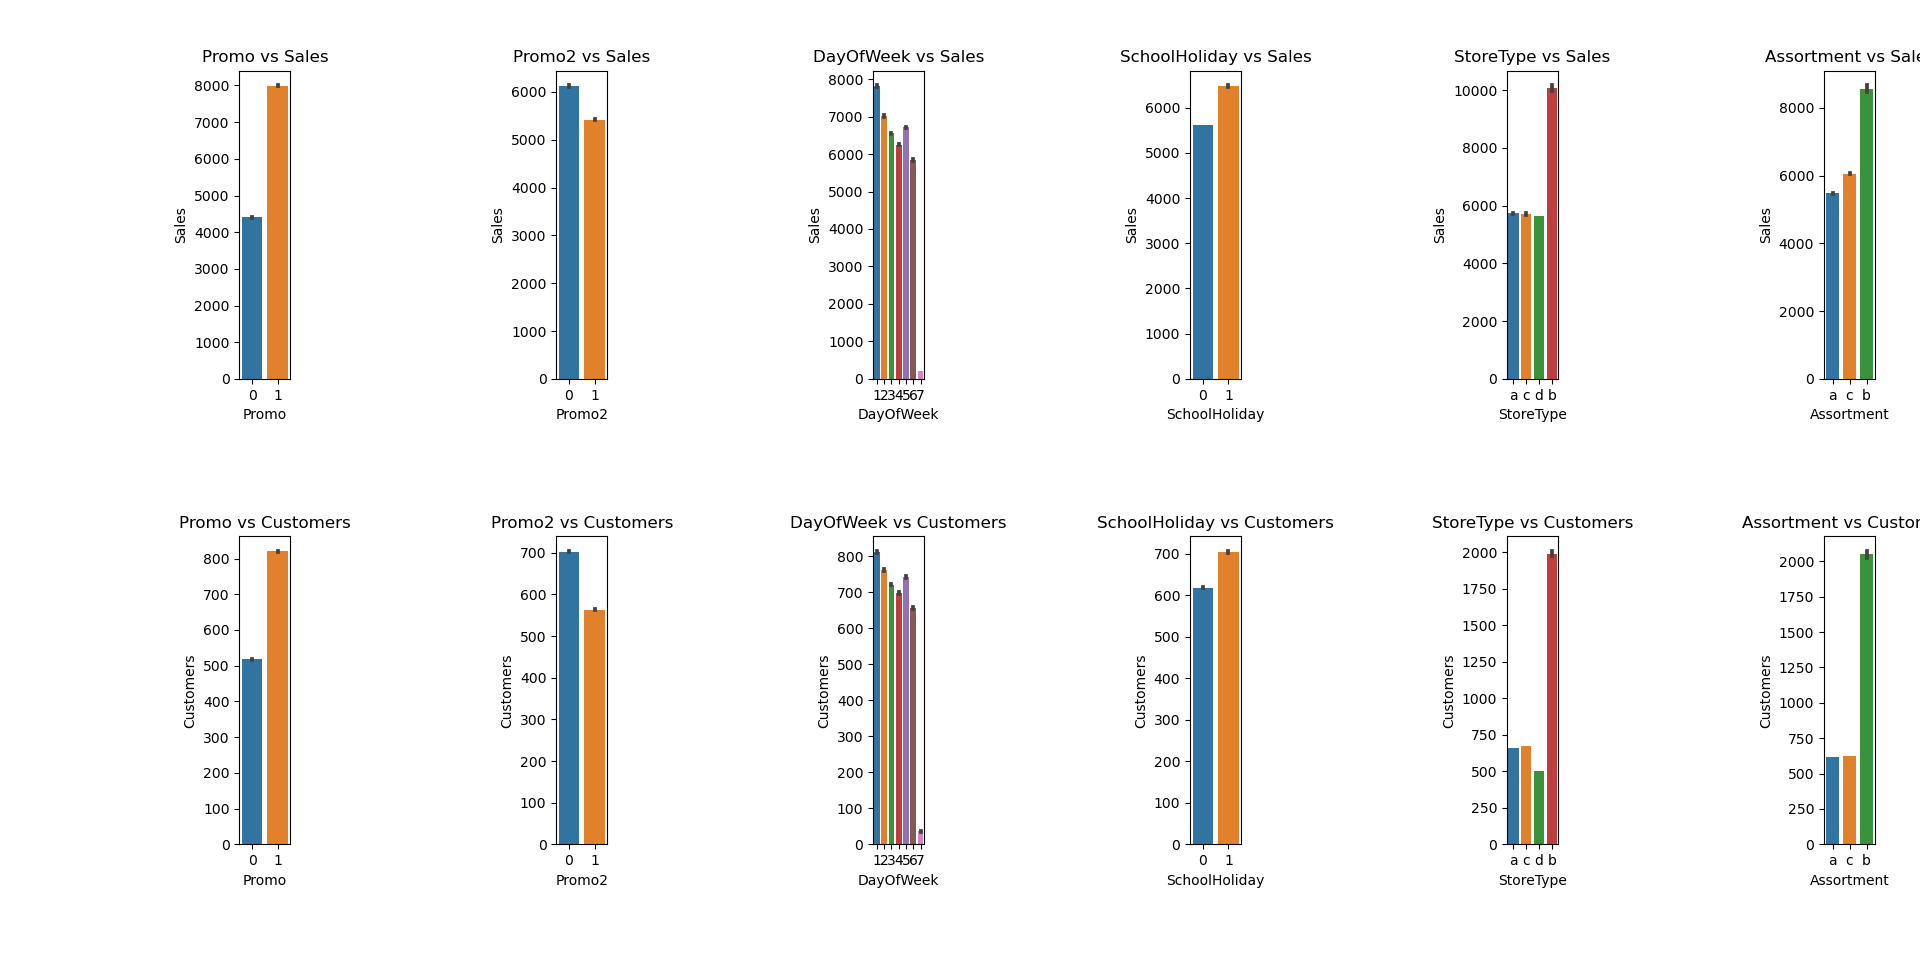 Promo vs Sales
8000
7000
6000
5000
4000
3000
2000
1000
0
Sales
0 1
Promo
Promo2 vs Sales
6000
5000
4000
3000
2000
1000
0
Sales
0 1
Promo2
DayOfWeek vs Sales
8000
7000
6000
5000
4000
3000
2000
1000
0
Sales
1234567
DayOfWeek
SchoolHoliday vs Sales
6000
5000
4000
3000
2000
1000
0
Sales
0 1
SchoolHoliday
StoreType vs Sales
10000
8000
6000
4000
2000
0
Sales
a c d b
StoreType
Assortment vs Sale
8000
6000
4000
2000
0
Sales
a c b
Assortment
Promo vs Customers
800
700
600
500
400
300
200
100
0
Customers
0 1
Promo
Promo2 vs Customers
700
600
500
400
300
200
100
0
Customers
0 1
Promo2
DayOfWeek vs Customers
800
700
600
500
400
300
200
100
0
Customers
1234567
DayOfWeek
SchoolHoliday vs Customers
700
600
500
400
300
200
100
0
Customers
0 1
SchoolHoliday
StoreType vs Customers
2000
1750
1500
1250
1000
750
500
250
0
Customers
a c d b
StoreType
Assortment vs Custor
2000
1750
1500
1250
1000
750
500
250
0
Customers
a c b
Assortment